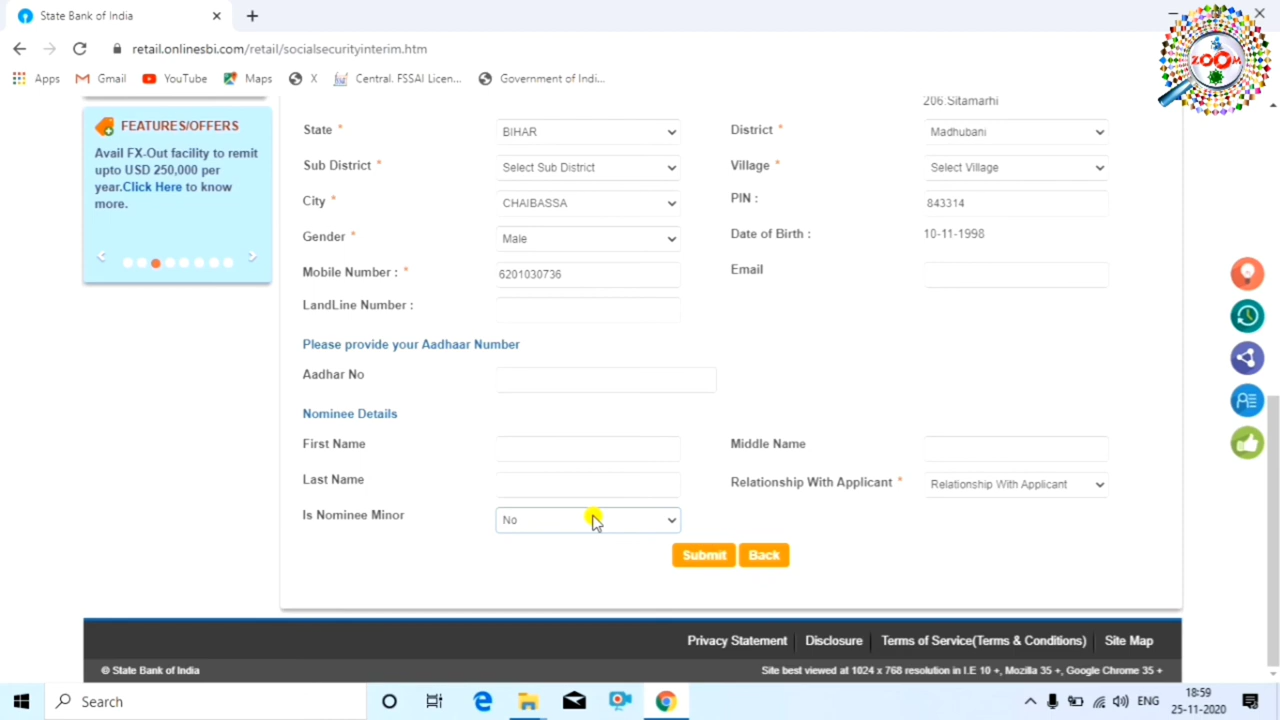 State Bank of India
retail.onlinesbi.com/retail/socialsecurityinterim.htm
Apps Gmail YouTube Maps X Central. FSSAI Licen... Government of Indi...
ZOOM
206.Sitamarhi
FEATURES/OFFERS
Avail FX-Out facility to remit
upto USD 250,000 per
year.Click Here to know
more.
State * BIHAR District * Madhubani
Sub District * Select Sub District Village * Select Village
City * CHAIBASSA PIN : 843314
Gender * Male Date of Birth : 10-11-1998
Mobile Number : * 6201030736 Email
LandLine Number :
Please provide your Aadhaar Number
Aadhar No
Nominee Details
First Name Middle Name
Last Name Relationship With Applicant * Relationship With Applicant
Is Nominee Minor No
Submit Back
Privacy Statement Disclosure Terms of Service(Terms & Conditions) Site Map
© State Bank of India Site best viewed at 1024 x 768 resolution in I.E 10 +, Mozilla 35 +, Google Chrome 35 +
Search ENG 18:59
25-11-2020